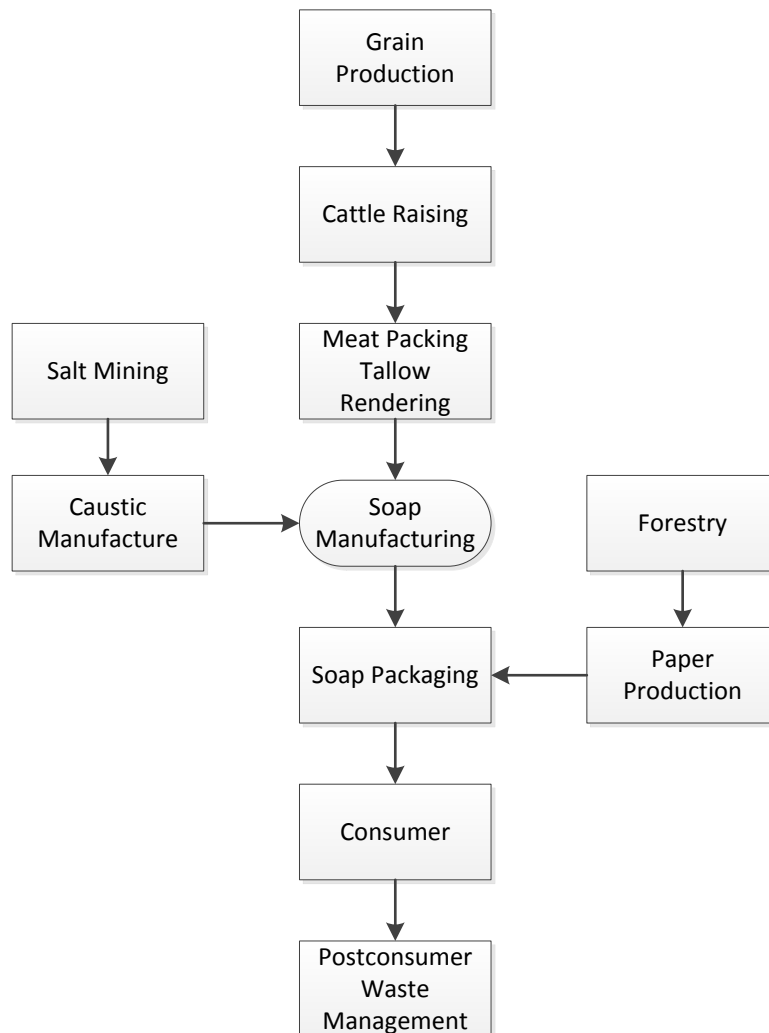 Grain
Production
Cattle Raising
Meat Packing
Tallow
Rendering
Salt Mining
Caustic
Manufacture
Soap
Manufacturing
Forestry
Soap Packaging
Paper
Production
Consumer
Postconsumer
Waste
Management